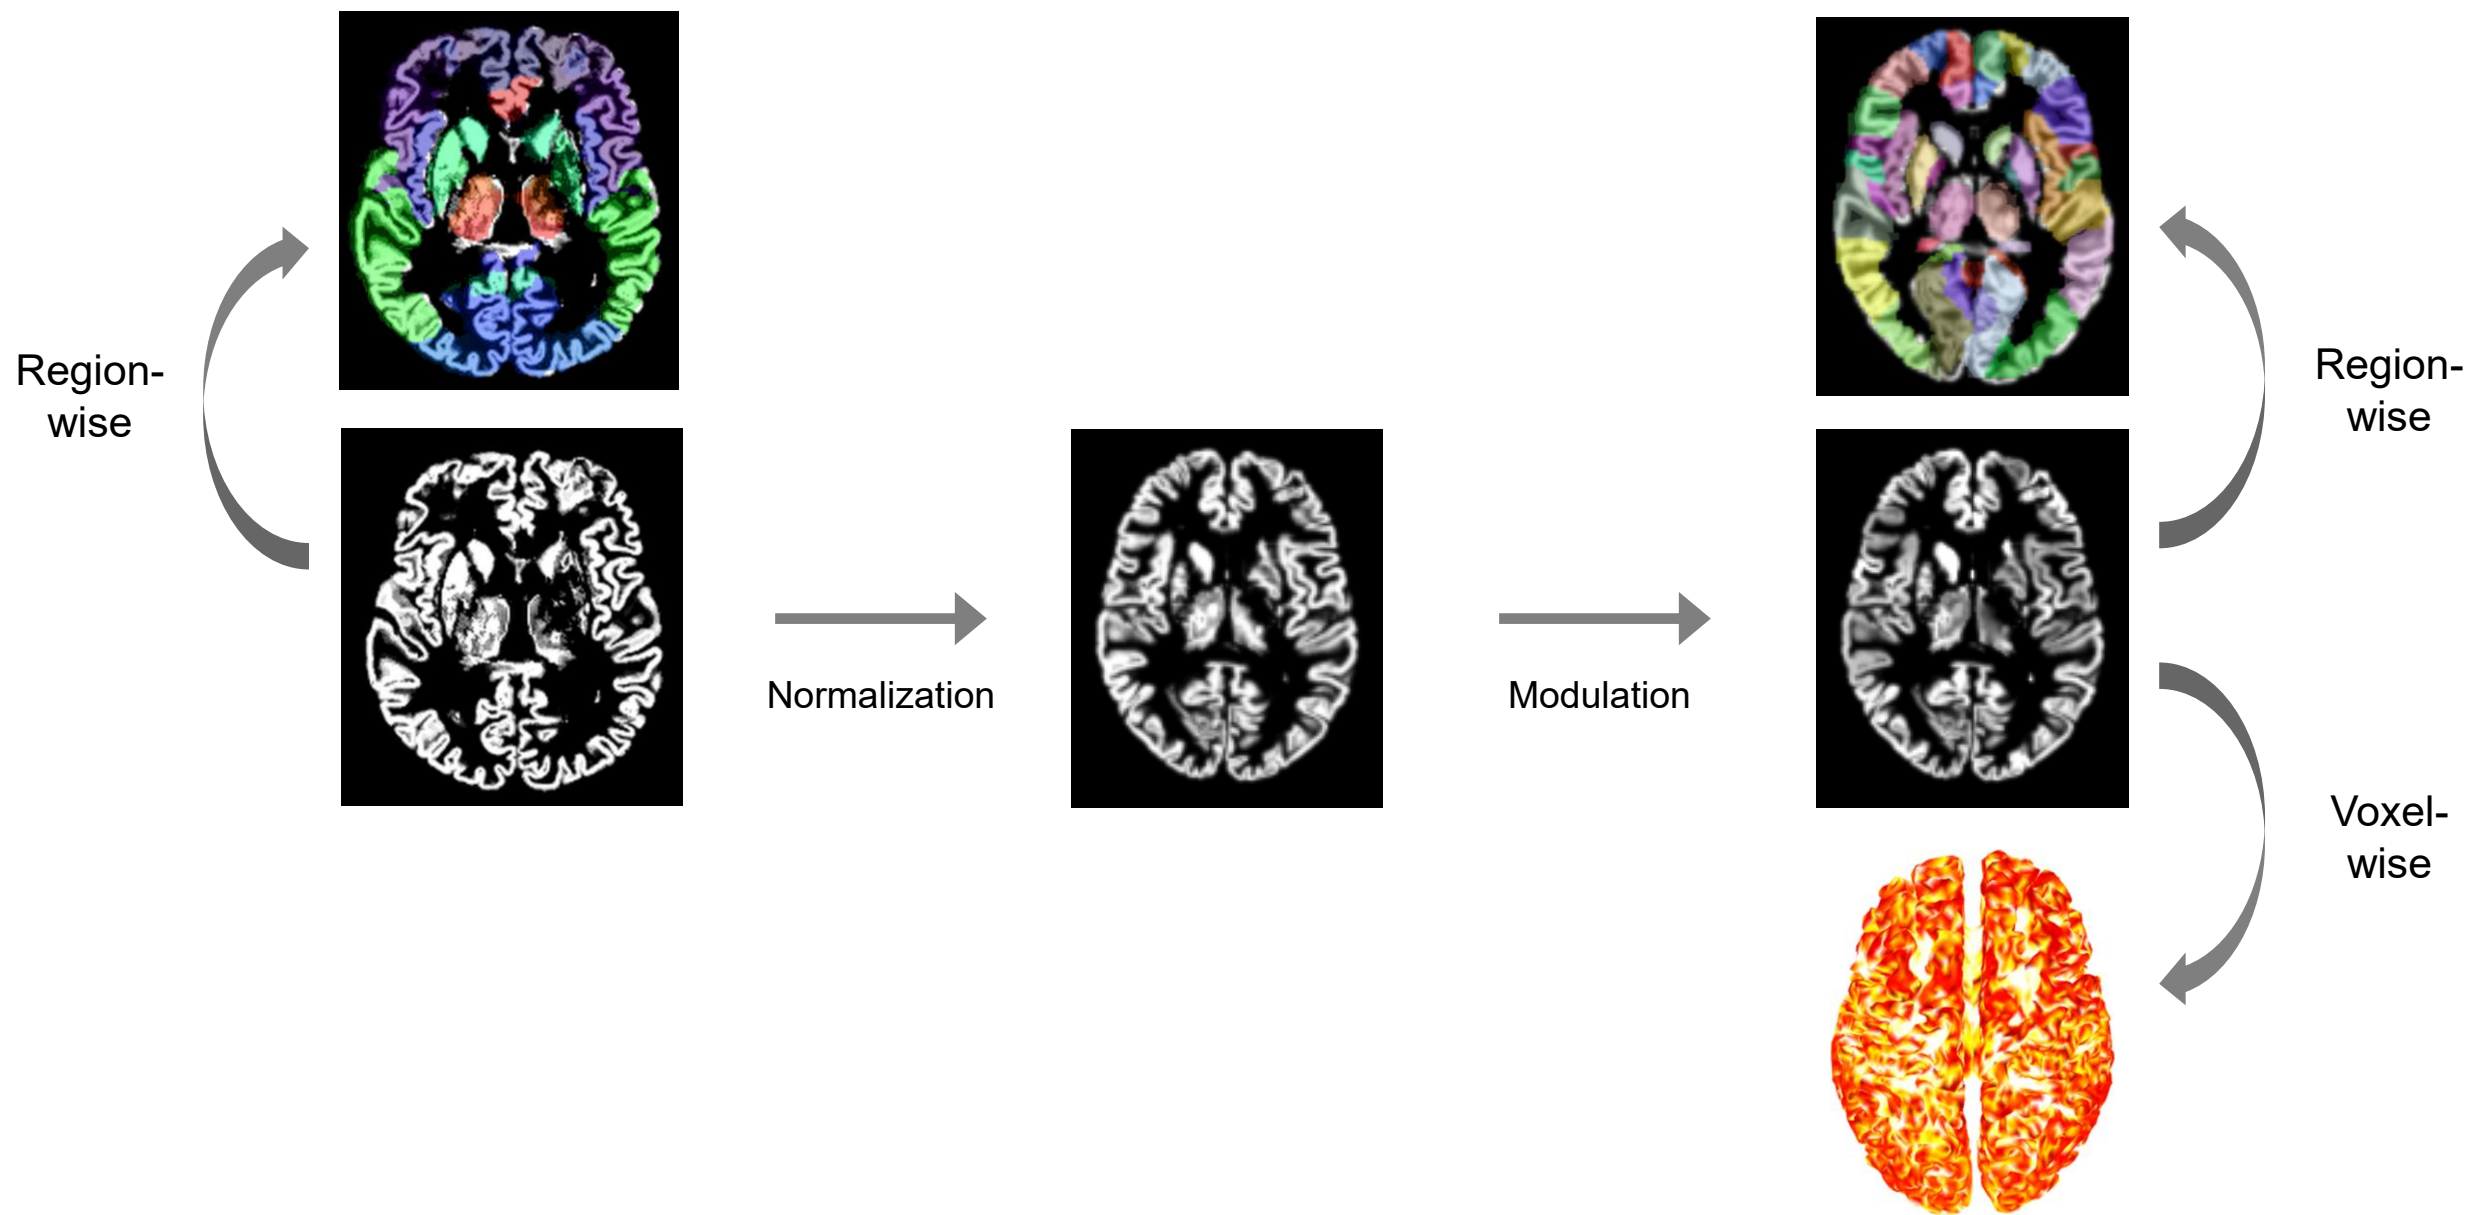 Region-
wise
Normalization
Modulation
Region-
wise
Voxel-
wise